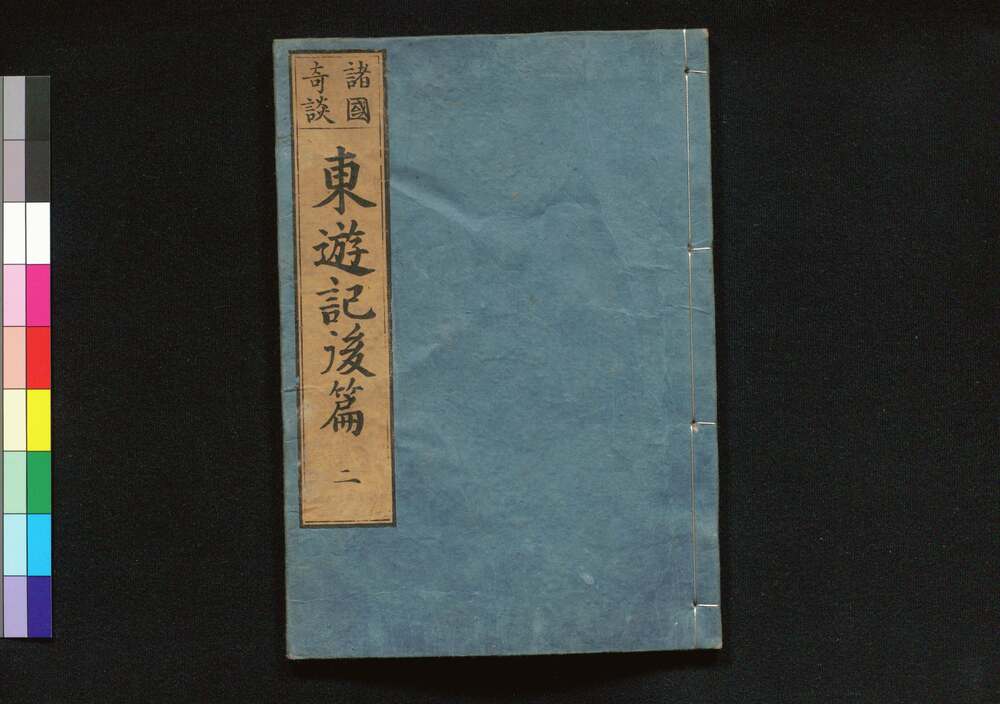 諸國
奇談
東遊記後篇 二